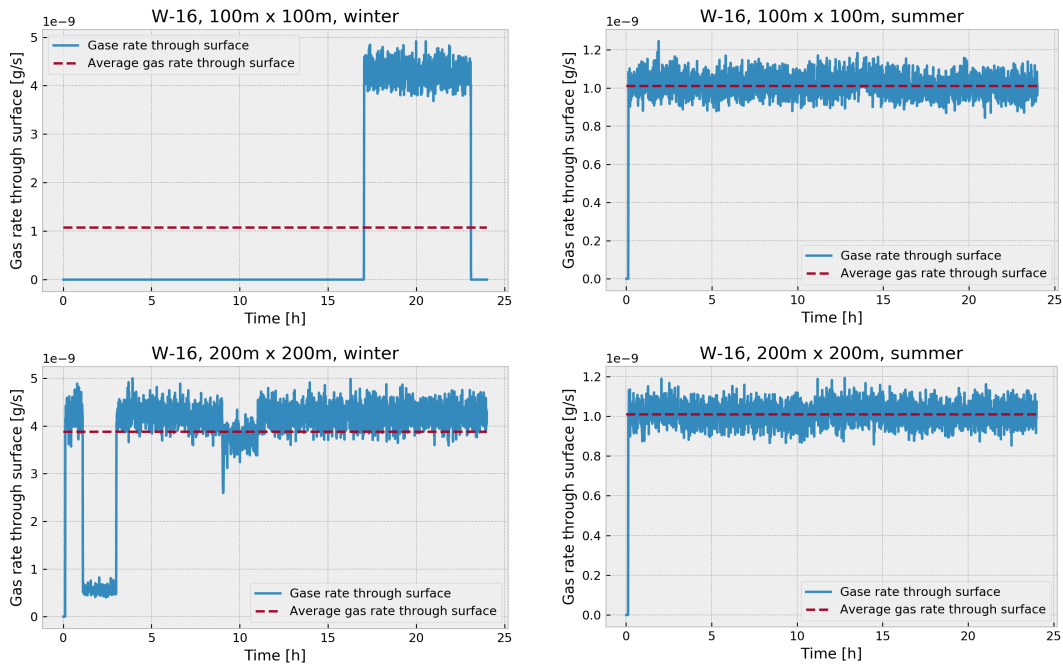 W-16, 100m x 100m, winter
1e−9
Gas rate through surface [g/s]
5
4
3
2
1
0
Gase rate through surface
Average gas rate through surface
0 5 10 15 20 25
Time [h]
W-16, 100m x 100m, summer
1e−9
Gas rate through surface [g/s]
1.2
1.0
0.8
0.6
0.4
0.2
0.0
Gase rate through surface
Average gas rate through surface
0 5 10 15 20 25
Time [h]
W-16, 200m x 200m, winter
1e−9
Gas rate through surface [g/s]
5
4
3
2
1
0
Gase rate through surface
Average gas rate through surface
0 5 10 15 20 25
Time [h]
W-16, 200m x 200m, summer
1e−9
Gas rate through surface [g/s]
1.2
1.0
0.8
0.6
0.4
0.2
0.0
Gase rate through surface
Average gas rate through surface
0 5 10 15 20 25
Time [h]